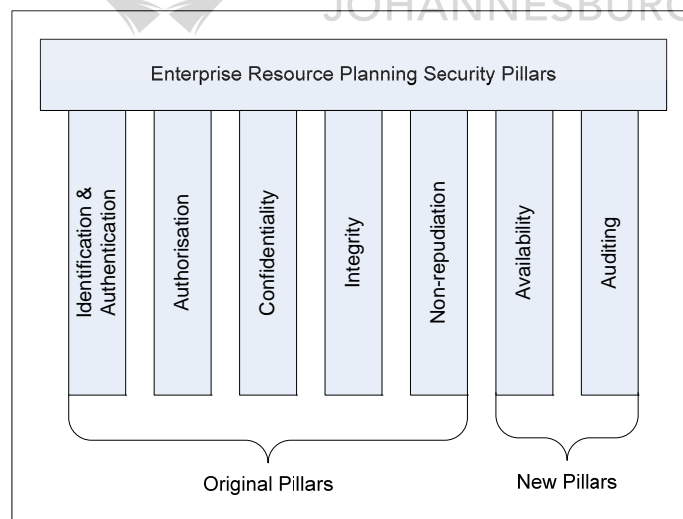 JOHANNESBURG
Enterprise Resource Planning Security Pillars
Identification &
Authentication
Authorisation
Confidentiality
Integrity
Non-repudiation
Availability
Auditing
Original Pillars
New Pillars